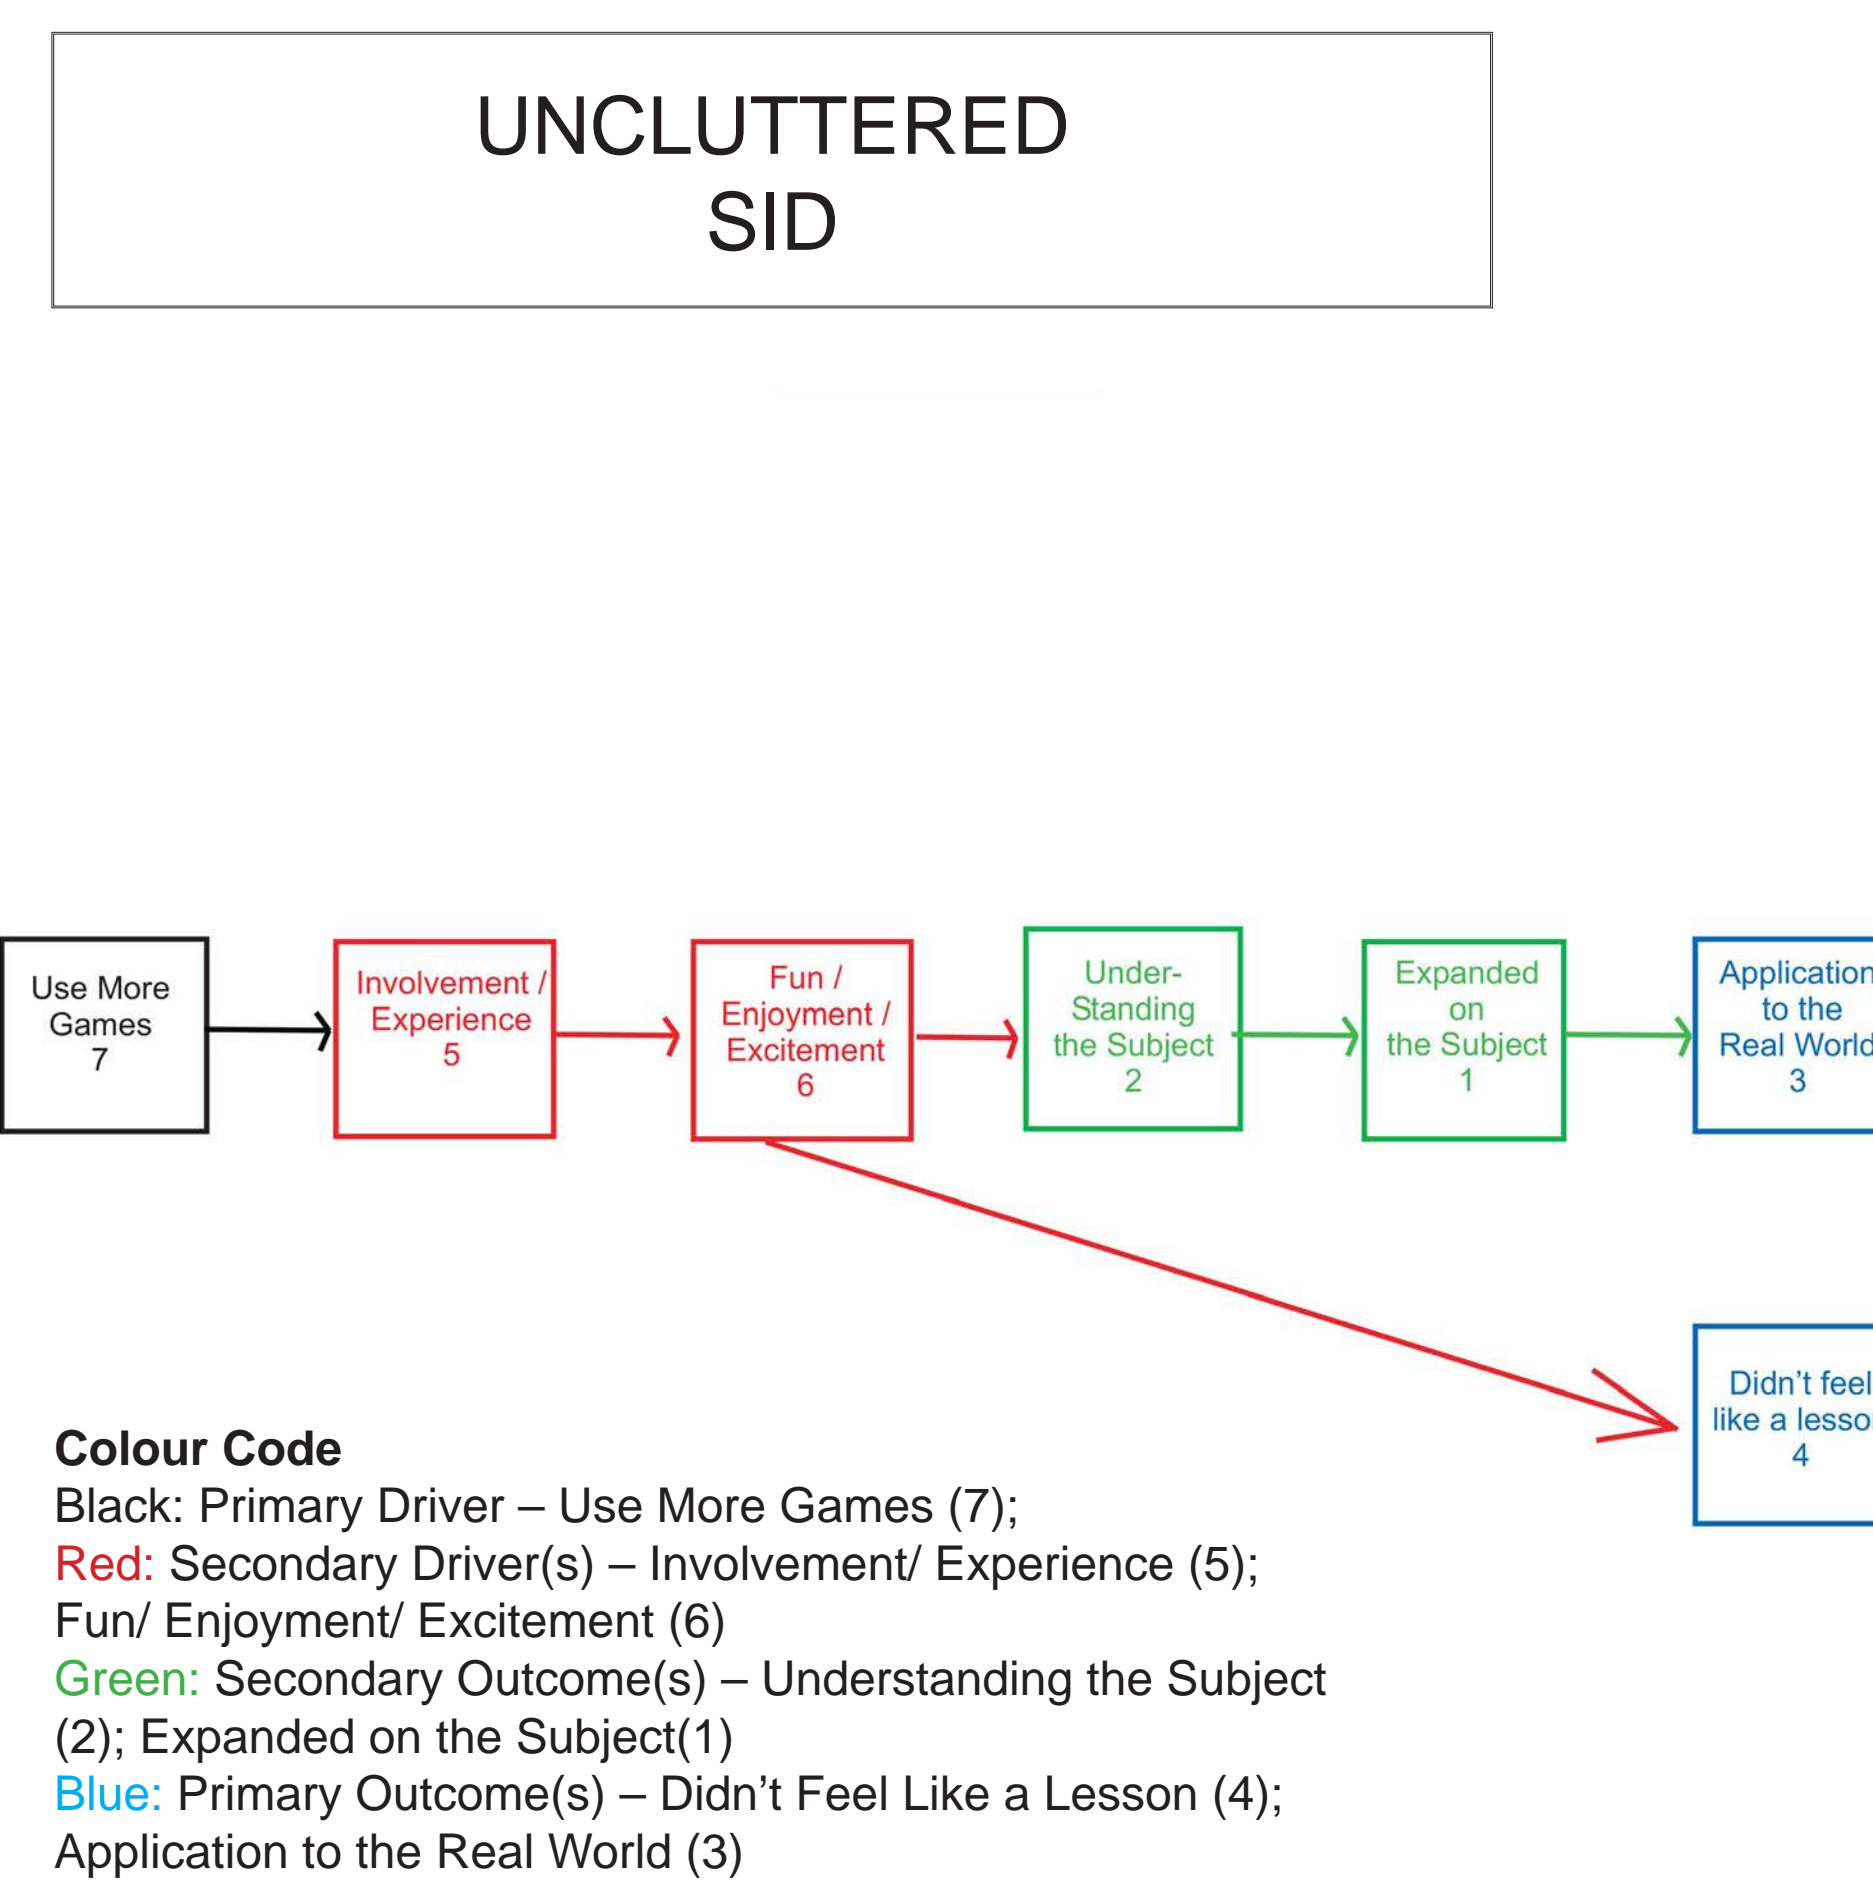 UNCLUTTERED
SID
Use More
Games
7
Involvement /
Experience
5
Fun /
Enjoyment /
Excitement
6
Under-
Standing
the Subject
2
Expanded
on
the Subject
1
Application
to the
Real World
3
Didn't feel
like a lesso
4
Colour Code
Black: Primary Driver – Use More Games (7);
Red: Secondary Driver(s) – Involvement/ Experience (5);
Fun/ Enjoyment/ Excitement (6)
Green: Secondary Outcome(s) – Understanding the Subject
(2); Expanded on the Subject(1)
Blue: Primary Outcome(s) – Didn't Feel Like a Lesson (4);
Application to the Real World (3)